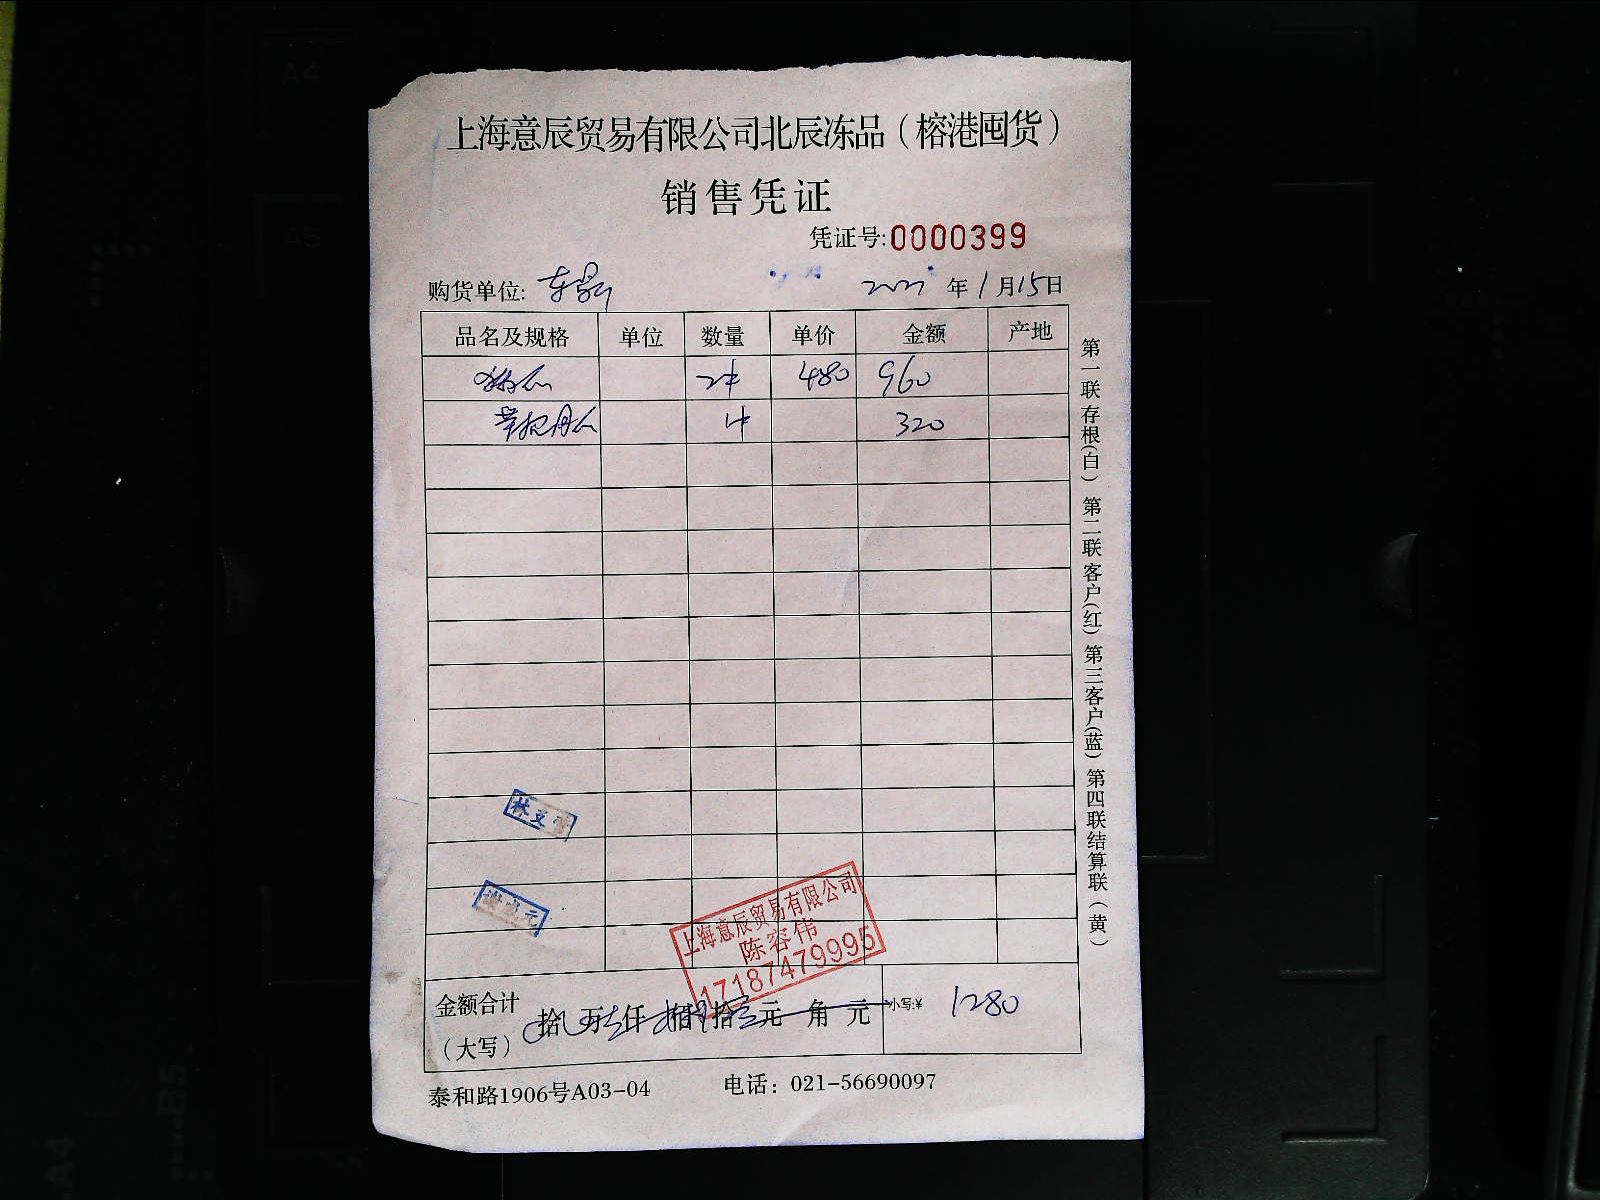 上海意辰贸易有限公司北辰冻品（榕港囤货）
销售凭证
凭证号:0000399
购货单位: 年1月15日
品名及规格 单位 数量 单价 金额 产地
2件 480 960
1件 320
林立
元
上海意辰贸易有限公司
陈容伟
17187479995
金额合计（大写） 拾 万 仟 佰 拾 元 角 元 小写:¥ 1280
泰和路1906号A03-04 电话：021-56690097
第一联存根(白) 第二联客户(红) 第三客户(蓝) 第四联结算联（黄）